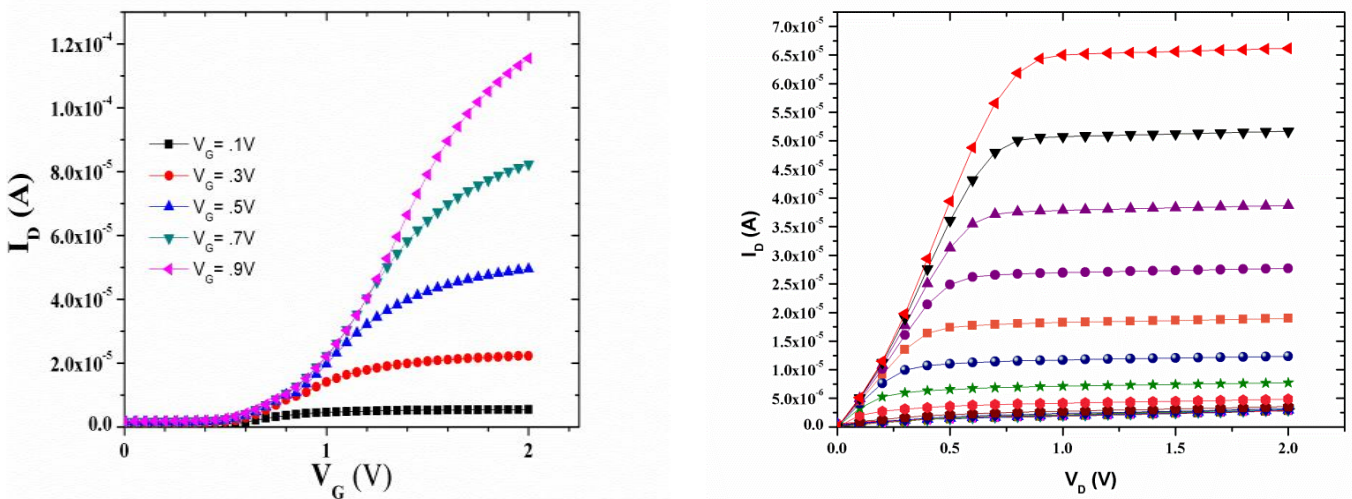 1.2x10⁻⁴
1.0x10⁻⁴
8.0x10⁻⁵
6.0x10⁻⁵
4.0x10⁻⁵
2.0x10⁻⁵
0.0
I_D (A)
V_G = .1V
V_G = .3V
V_G = .5V
V_G = .7V
V_G = .9V
0 1 2
V_G (V)
7.0x10⁻⁵
6.5x10⁻⁵
6.0x10⁻⁵
5.5x10⁻⁵
5.0x10⁻⁵
4.5x10⁻⁵
4.0x10⁻⁵
3.5x10⁻⁵
3.0x10⁻⁵
2.5x10⁻⁵
2.0x10⁻⁵
1.5x10⁻⁵
1.0x10⁻⁵
5.0x10⁻⁶
0.0
I_D (A)
0.0 0.5 1.0 1.5 2.0
V_D (V)